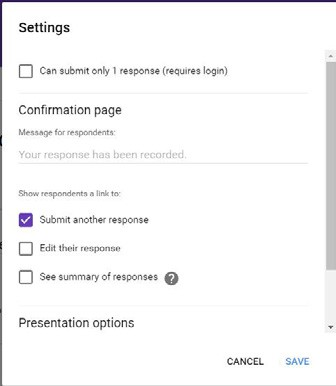 Settings
Can submit only 1 response (requires login)
Confirmation page
Message for respondents:
Your response has been recorded.
Show respondents a link to:
Submit another response
Edit their response
See summary of responses ?
Presentation options
CANCEL SAVE